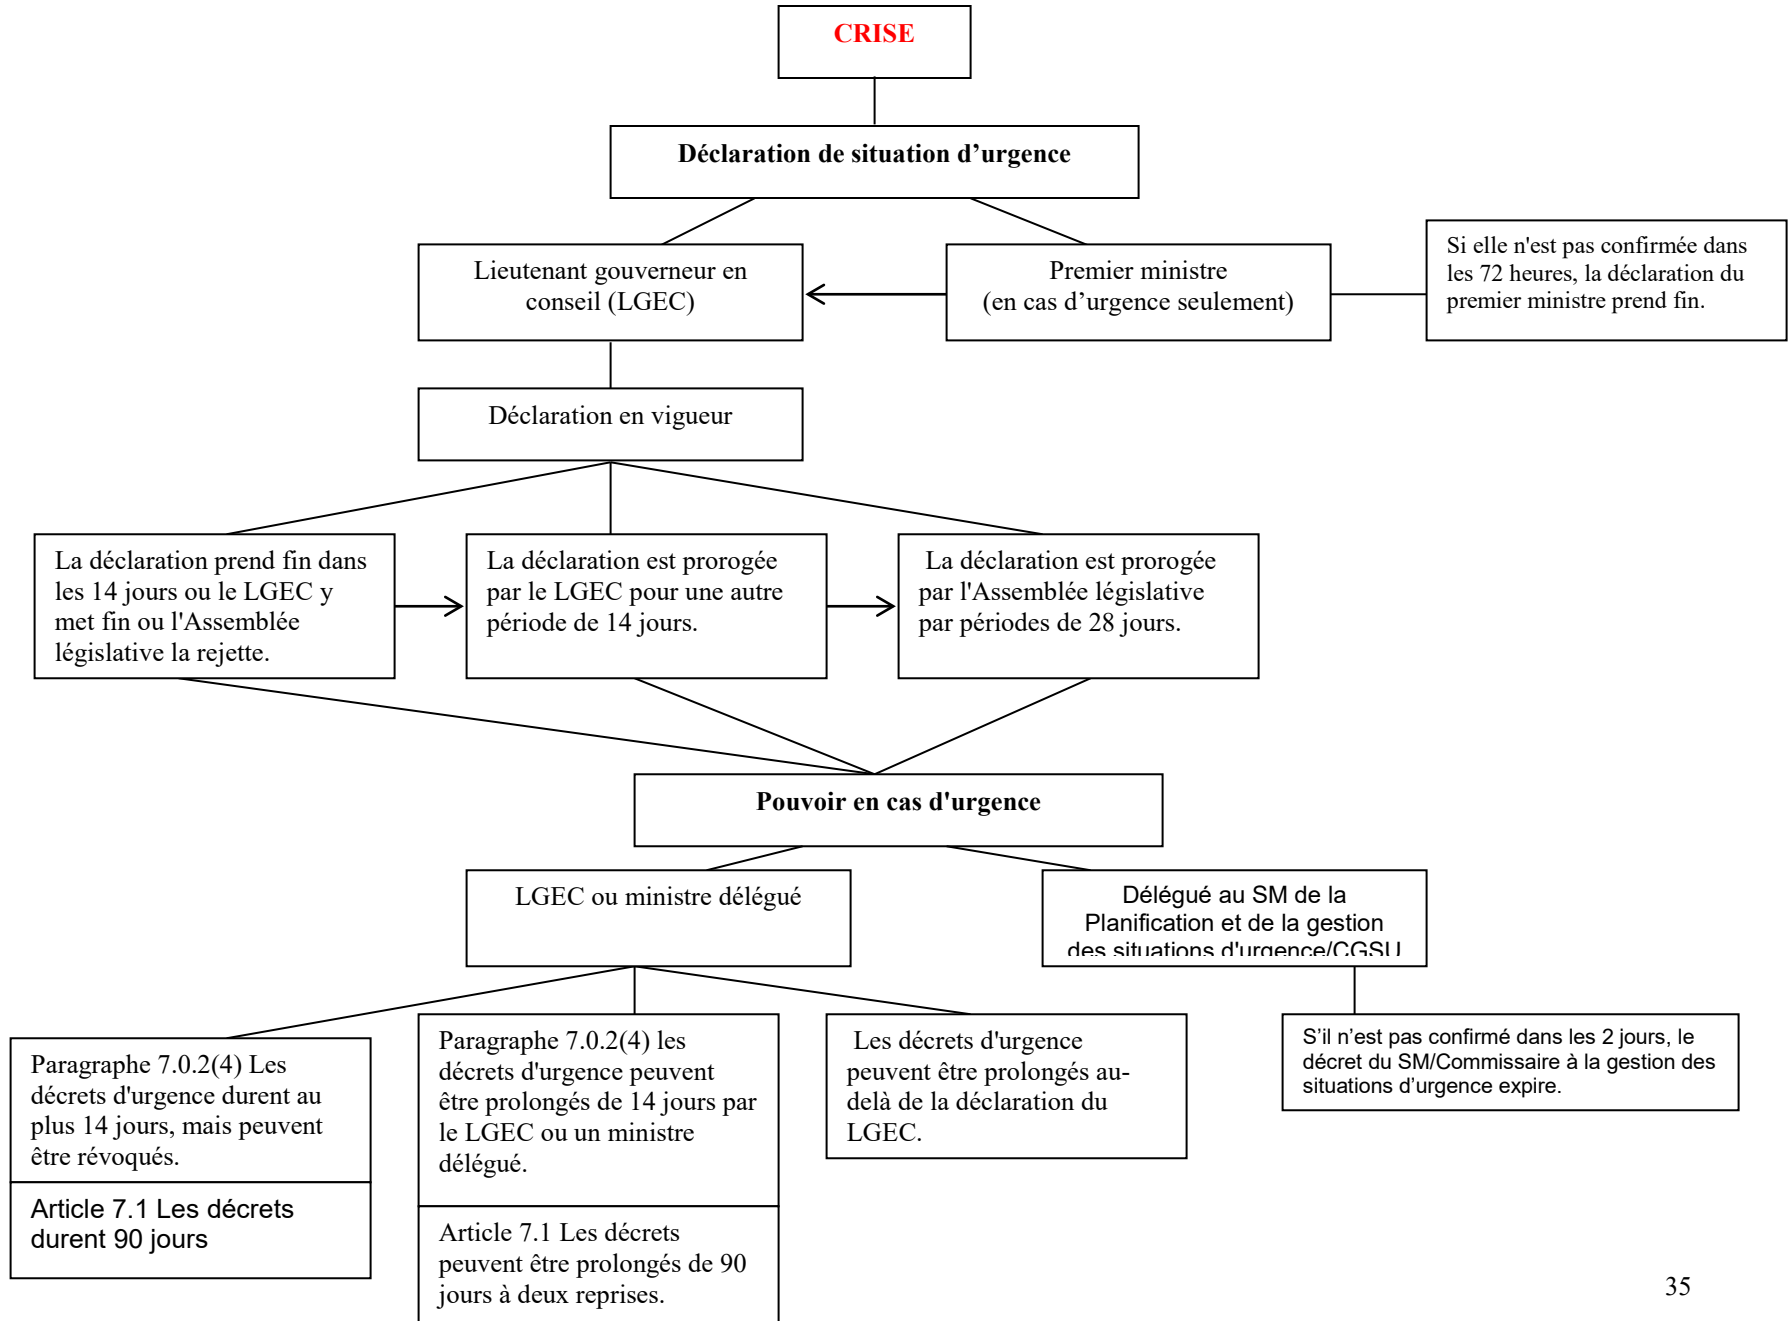 CRISE
Déclaration de situation d’urgence
Lieutenant gouverneur en
conseil (LGEC)
Premier ministre
(en cas d’urgence seulement)
Si elle n'est pas confirmée dans
les 72 heures, la déclaration du
premier ministre prend fin.
Déclaration en vigueur
La déclaration prend fin dans
les 14 jours ou le LGEC y
met fin ou l'Assemblée
législative la rejette.
La déclaration est prorogée
par le LGEC pour une autre
période de 14 jours.
La déclaration est prorogée
par l'Assemblée législative
par périodes de 28 jours.
Pouvoir en cas d'urgence
LGEC ou ministre délégué
Délégué au SM de la
Planification et de la gestion
des situations d'urgence/CGSU
Paragraphe 7.0.2(4) Les
décrets d'urgence durent au
plus 14 jours, mais peuvent
être révoqués.
Article 7.1 Les décrets
durent 90 jours
Paragraphe 7.0.2(4) les
décrets d'urgence peuvent
être prolongés de 14 jours par
le LGEC ou un ministre
délégué.
Article 7.1 Les décrets
peuvent être prolongés de 90
jours à deux reprises.
Les décrets d'urgence
peuvent être prolongés au-
delà de la déclaration du
LGEC.
S’il n’est pas confirmé dans les 2 jours, le
décret du SM/Commissaire à la gestion des
situations d’urgence expire.
35